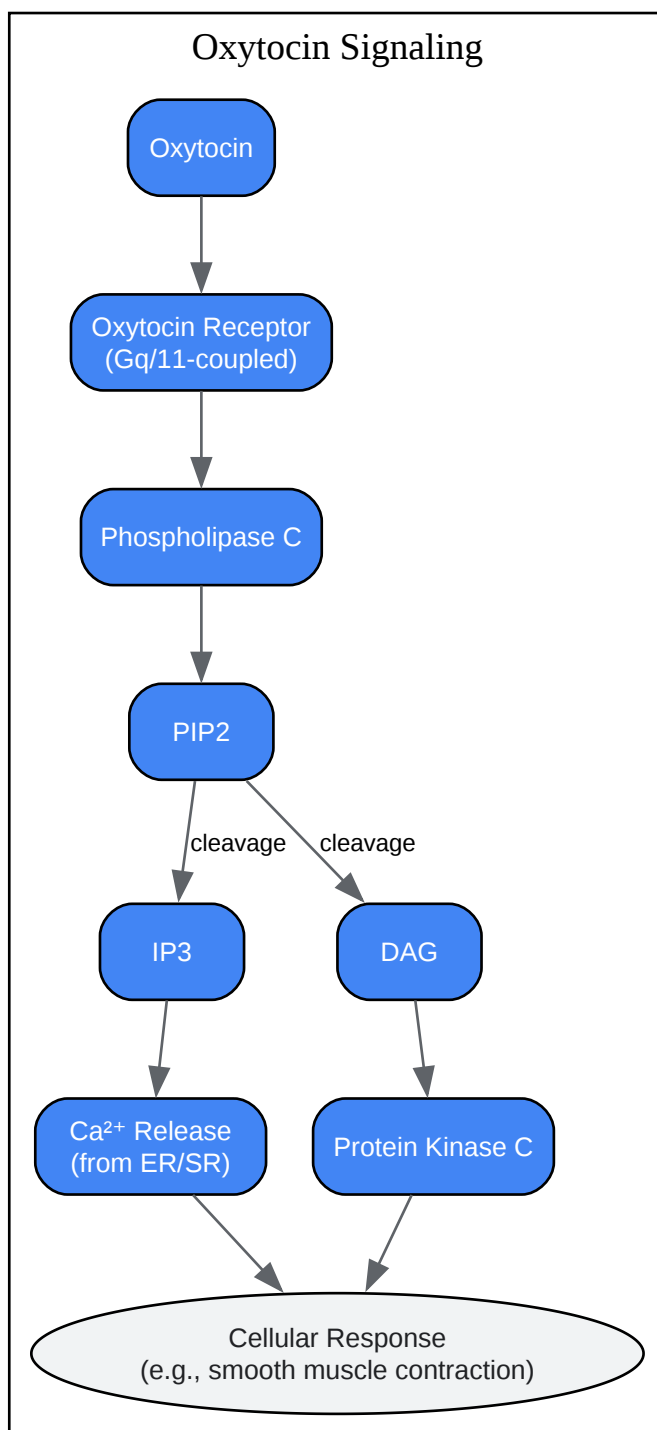 Oxytocin Signaling
Oxytocin
Oxytocin Receptor
(Gq/11-coupled)
Phospholipase C
PIP2
cleavage
cleavage
IP3
DAG
Ca²⁺ Release
(from ER/SR)
Protein Kinase C
Cellular Response
(e.g., smooth muscle contraction)